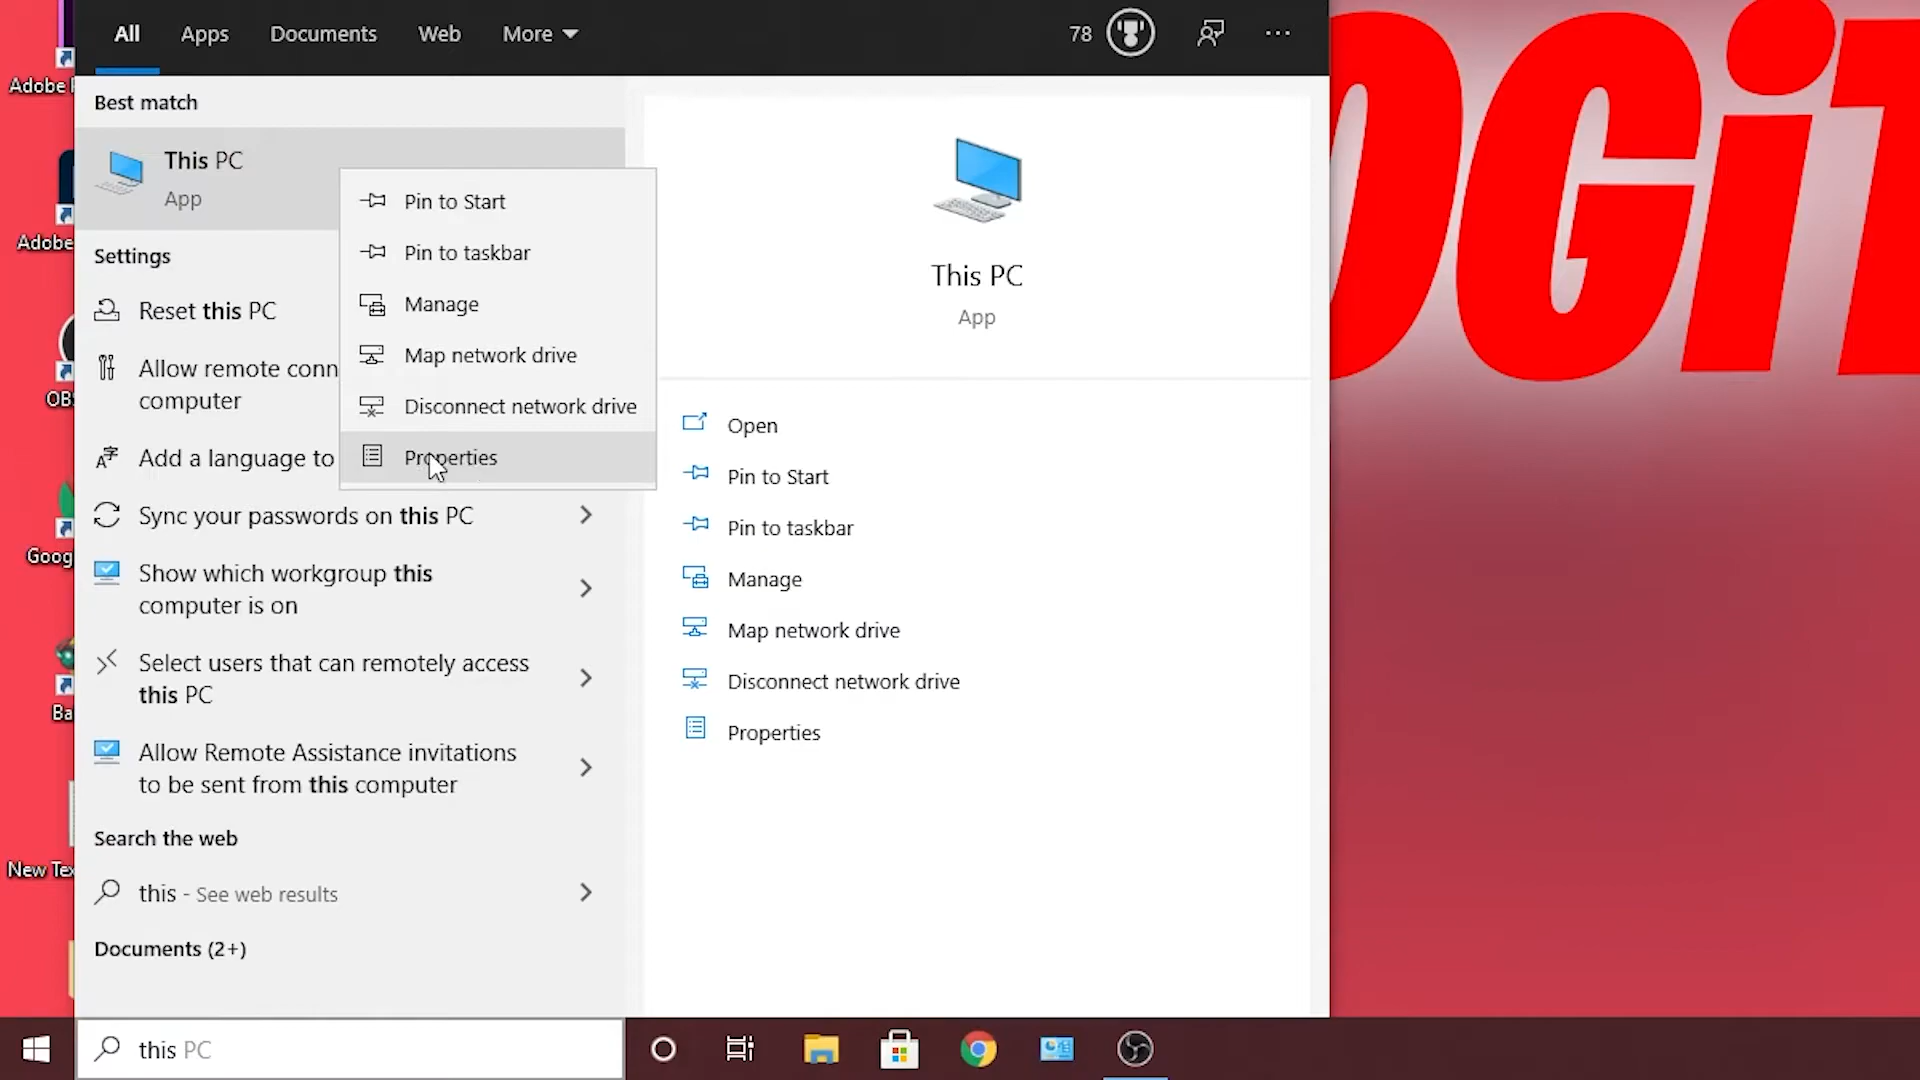 All
Apps
Documents
Web
More
78
Best match
This PC
App
Settings
Reset this PC
Allow remote conn
computer
Add a language to
Sync your passwords on this PC
Show which workgroup this
computer is on
Select users that can remotely access
this PC
Allow Remote Assistance invitations
to be sent from this computer
Search the web
this - See web results
Documents (2+)
Pin to Start
Pin to taskbar
Manage
Map network drive
Disconnect network drive
Properties
This PC
App
Open
Pin to Start
Pin to taskbar
Manage
Map network drive
Disconnect network drive
Properties
Adobe
Adobe
OBS
Goog
Ba
New Tex
OGiT
this PC